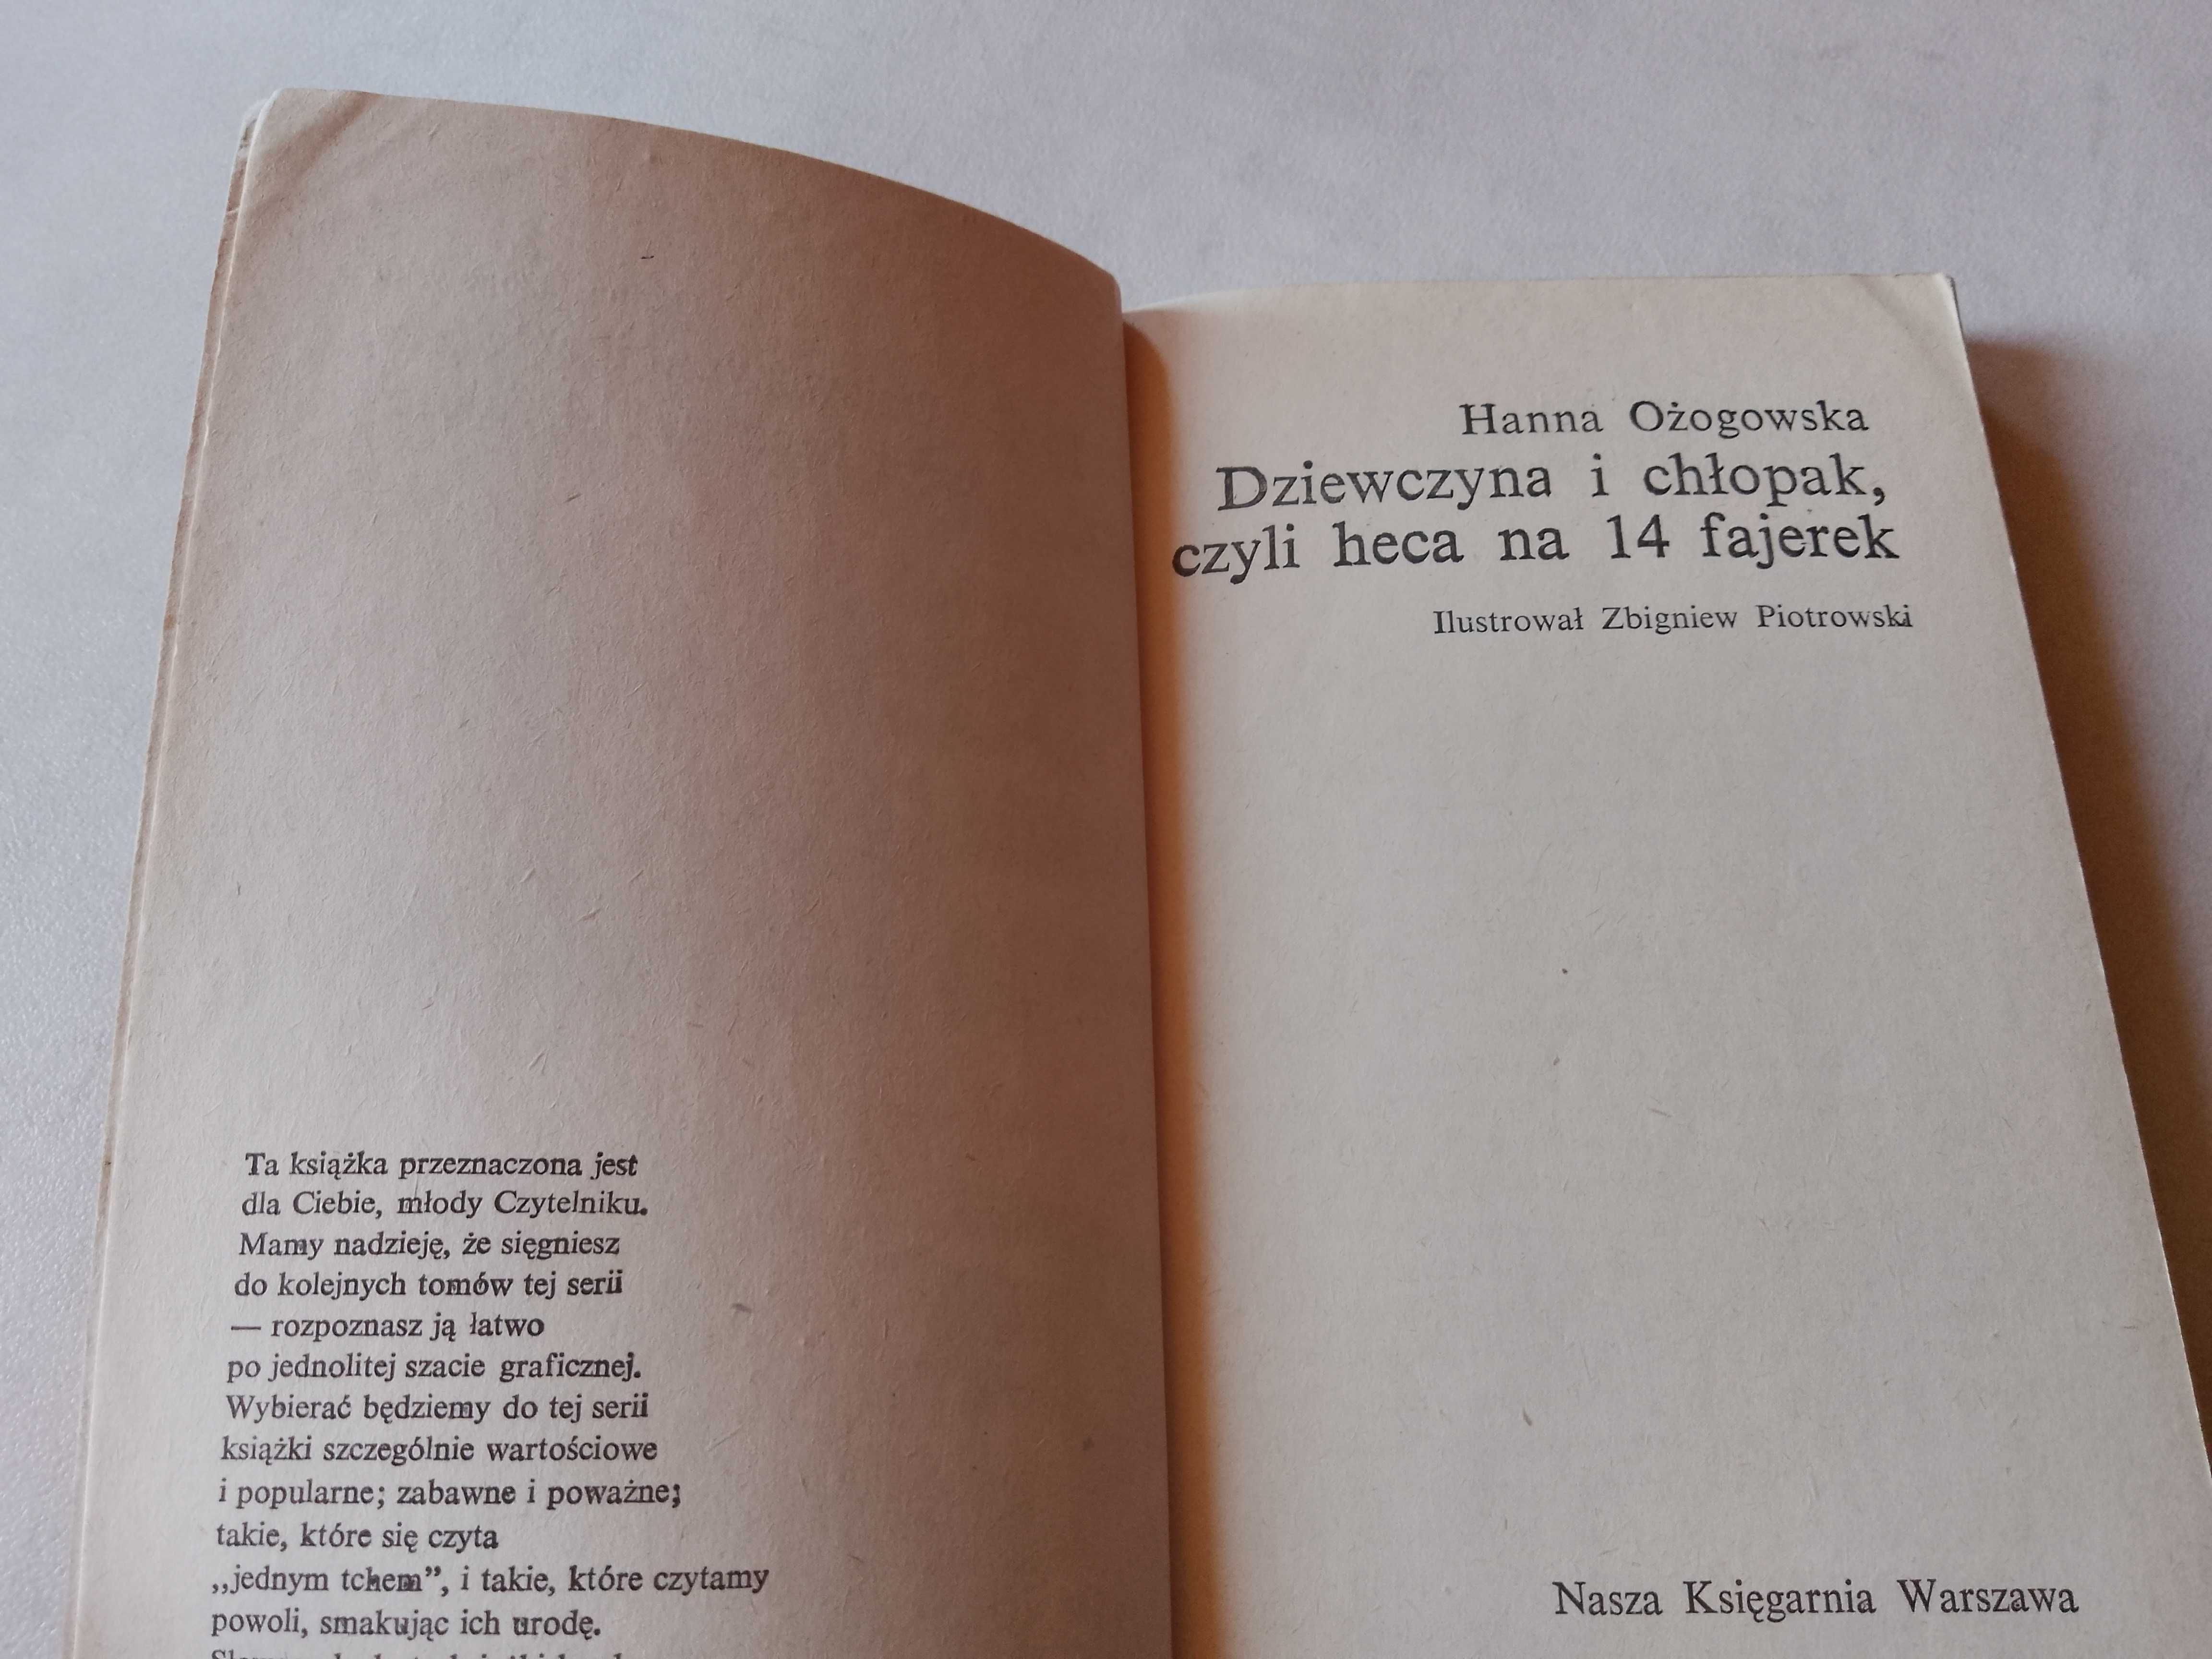 Ta książka przeznaczona jest
dla Ciebie, młody Czytelniku.
Mamy nadzieję, że sięgniesz
do kolejnych tomów tej serii
— rozpoznasz ją łatwo
po jednolitej szacie graficznej.
Wybierać będziemy do tej serii
książki szczególnie wartościowe
i popularne; zabawne i poważne;
takie, które się czyta
„jednym tchem”, i takie, które czytamy
powoli, smakując ich urodę.
Hanna Ożogowska
Dziewczyna i chłopak,
czyli heca na 14 fajerek
Ilustrował Zbigniew Piotrowski
Nasza Księgarnia Warszawa